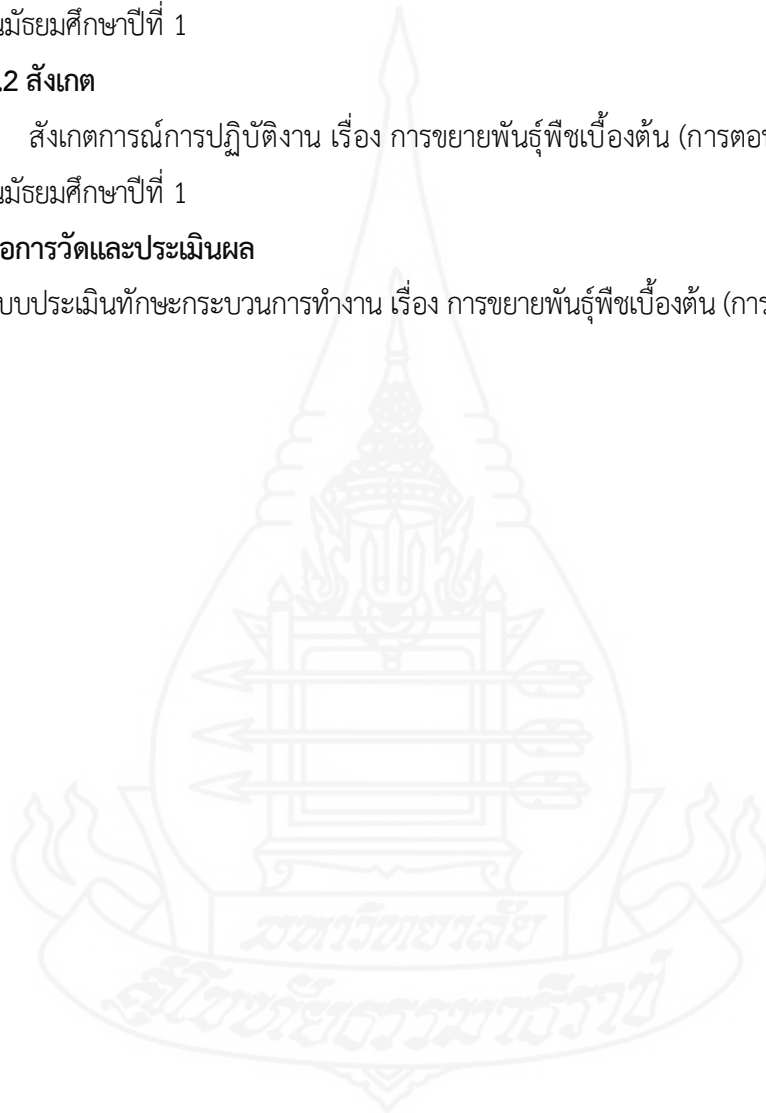 นมัธยมศึกษาปีที่ 1
.2 สังเกต
สังเกตการณ์การปฏิบัติงาน เรื่อง การขยายพันธุ์พืชเบื้องต้น (การตอน
นมัธยมศึกษาปีที่ 1
อการวัดและประเมินผล
บบประเมินทักษะกระบวนการทำงาน เรื่อง การขยายพันธุ์พืชเบื้องต้น (การ
มหาวิทยาลัย
สุโขทัยธรรมาธิราช